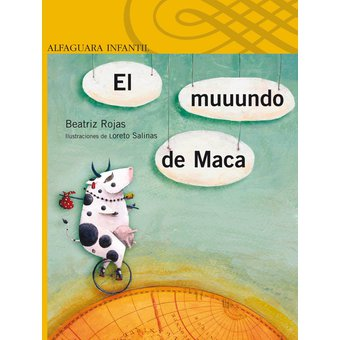 ALFAGUARA INFANTIL
El
muuundo
de Maca
Beatriz Rojas
Ilustraciones de Loreto Salinas